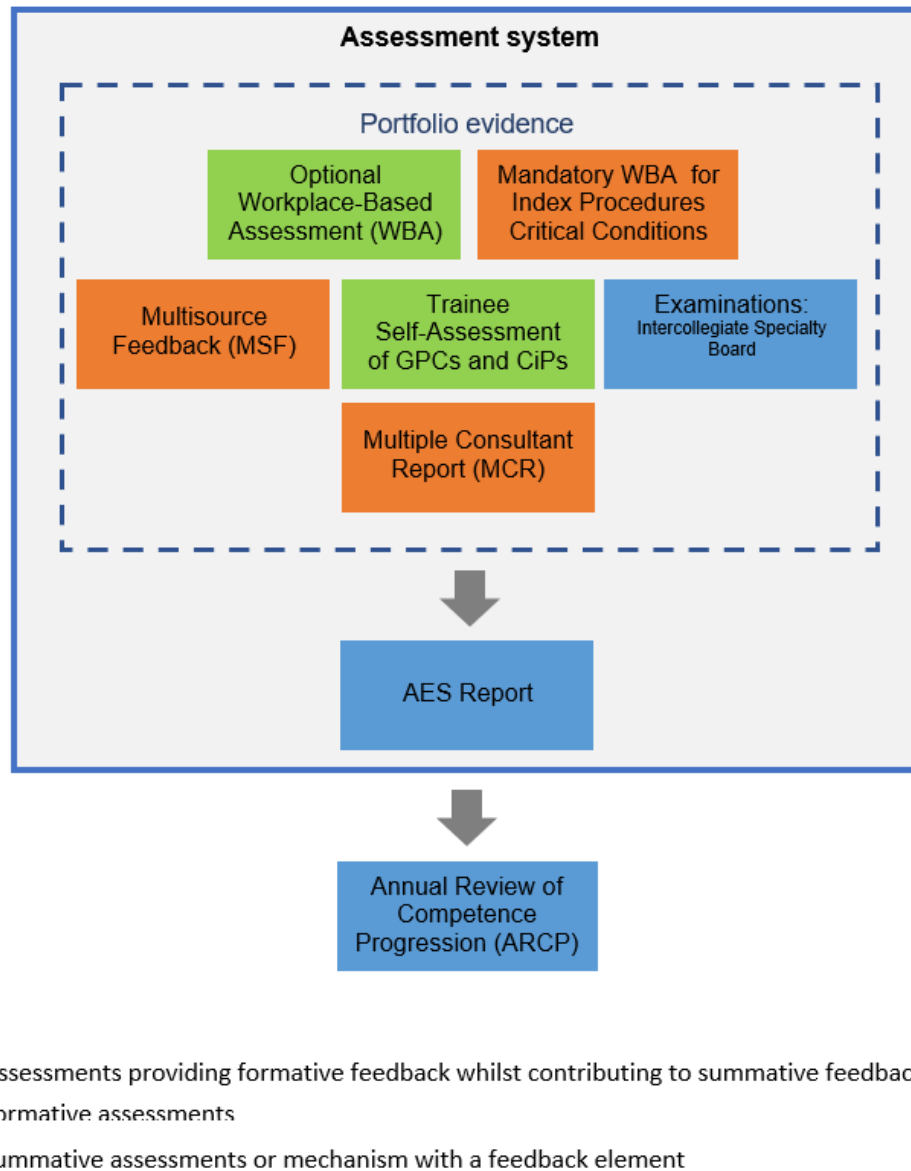 Assessment system
Portfolio evidence
Optional
Workplace-Based
Assessment (WBA)
Mandatory WBA for
Index Procedures
Critical Conditions
Multisource
Feedback (MSF)
Trainee
Self-Assessment
of GPCs and CiPs
Examinations:
Intercollegiate Specialty
Board
Multiple Consultant
Report (MCR)
AES Report
Annual Review of
Competence
Progression (ARCP)
ssessments providing formative feedback whilst contributing to summative feedbac
ormative assessments
ummative assessments or mechanism with a feedback element